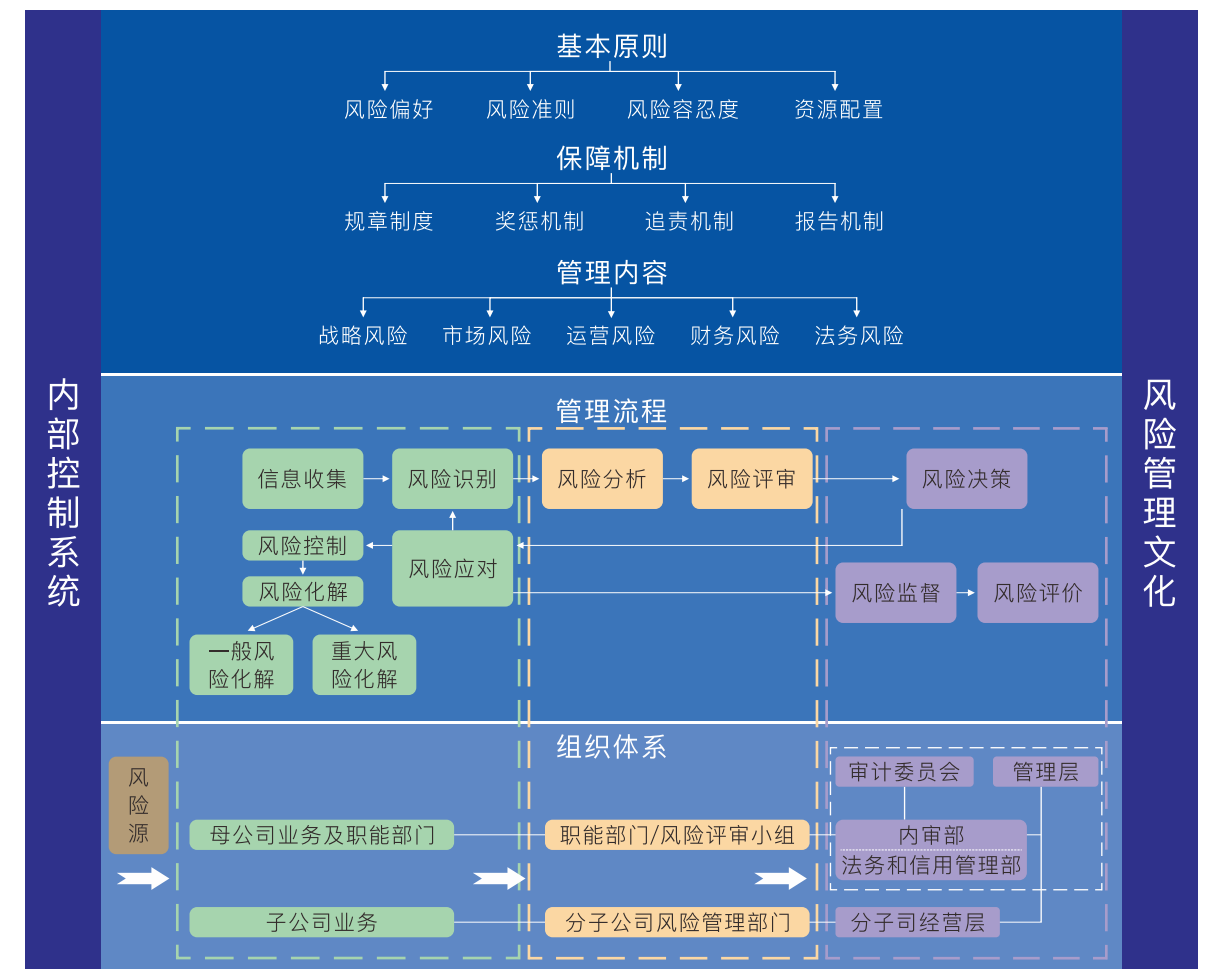 内部控制系统
基本原则
风险偏好 风险准则 风险容忍度 资源配置
保障机制
规章制度 奖惩机制 追责机制 报告机制
管理内容
战略风险 市场风险 运营风险 财务风险 法务风险
管理流程
信息收集 风险识别 风险分析 风险评审 风险决策
风险控制
风险应对
风险化解
风险监督 风险评价
一般风
险化解
重大风
险化解
组织体系
风险源
审计委员会 管理层
母公司业务及职能部门 职能部门/风险评审小组 内审部
法务和信用管理部
子公司业务 分子公司风险管理部门 分子司经营层
风险管理文化